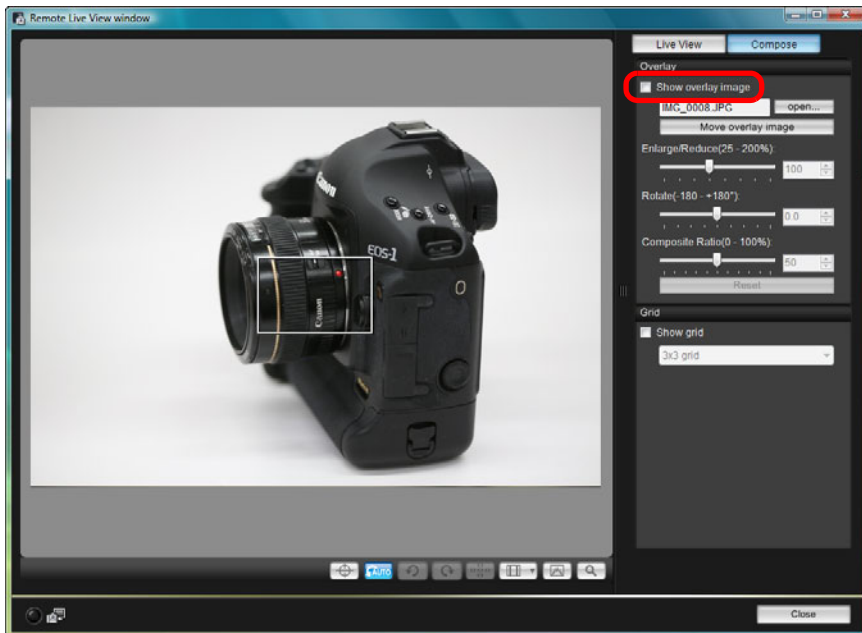 Remote Live View window
Live View
Compose
Overlay
Show overlay image
IMG_0008.JPG
open...
Move overlay image
Enlarge/Reduce(25 - 200%):
100
Rotate(-180 - +180°):
0.0
Composite Ratio(0 - 100%):
50
Reset
Grid
Show grid
3x3 grid
Canon
EOS-1
Canon
AUTO
Close